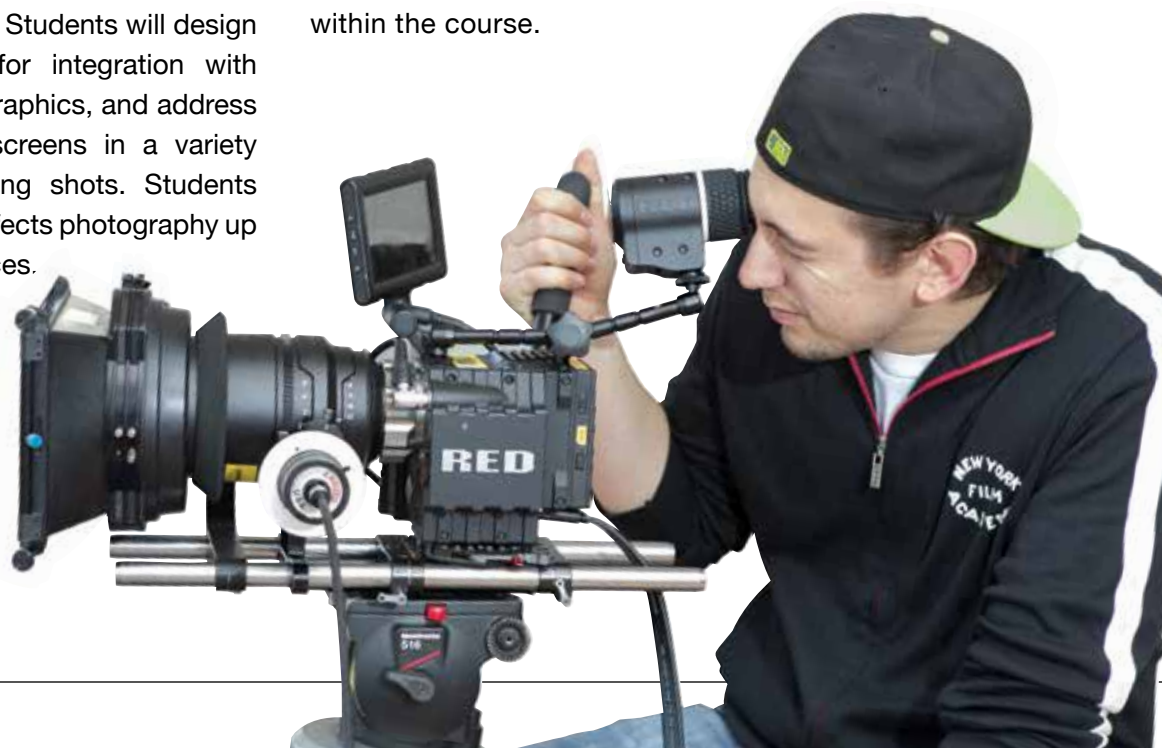 Students will design
for integration with
raphics, and address
screens in a variety
ng shots. Students
fects photography up
ces.
within the course.
RED
516
NEW YORK
FILM
ACADEMY